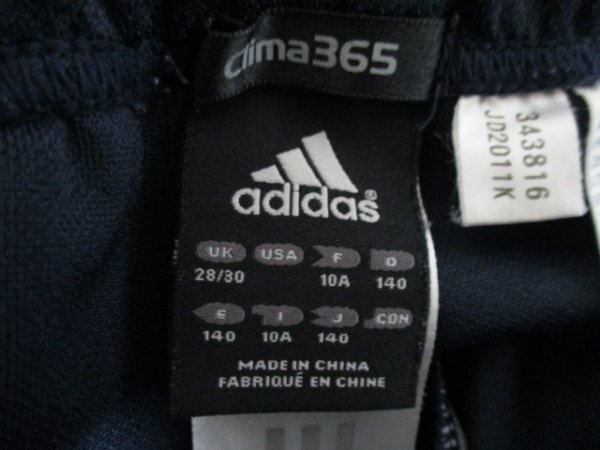 Clima365
adidas®
UK USA F D
28/30 10A 140
E I J CDN
140 10A 140
MADE IN CHINA
FABRIQUÉ EN CHINE
343816
JD2011K